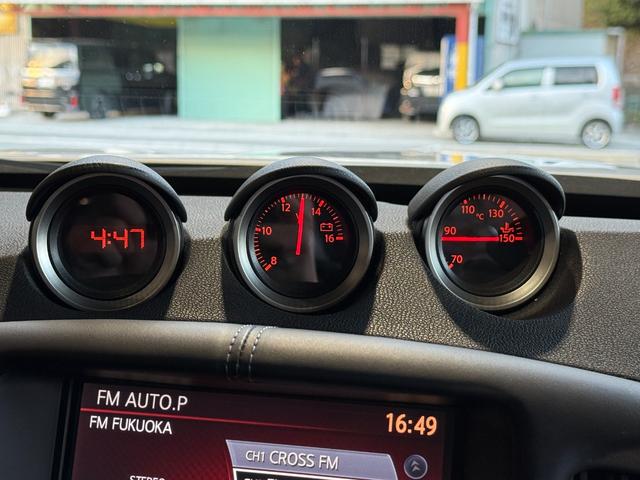 4:47
8 10 12 14 16
70 90 110 130 150
°C
FM AUTO.P
16:49
FM FUKUOKA
CH1 CROSS FM
STEREO